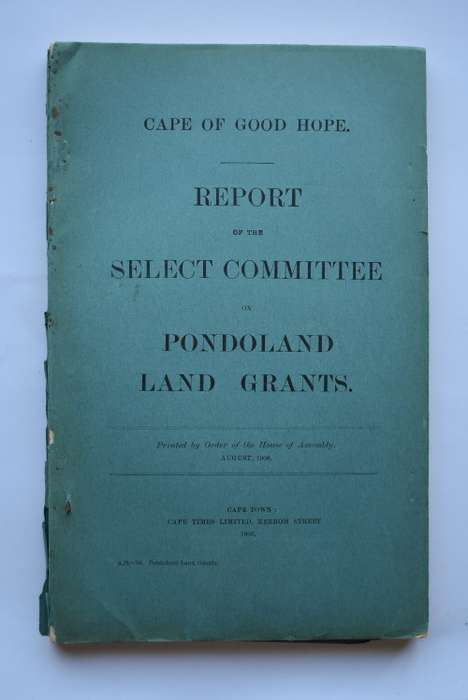 CAPE OF GOOD HOPE.
REPORT
OF THE
SELECT COMMITTEE
ON
PONDOLAND
LAND GRANTS.
Printed by Order of the House of Assembly.
AUGUST, 1906.
CAPE TOWN:
CAPE TIMES LIMITED, KEEROM STREET
1906.
Pondoland Land Grants.